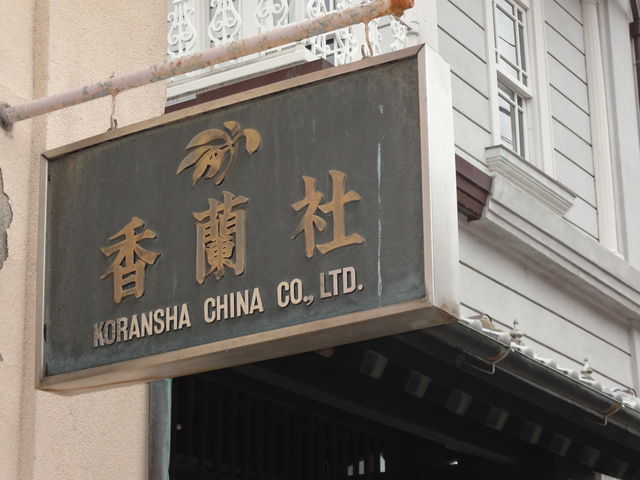 香蘭社
KORANSHA CHINA CO., LTD.